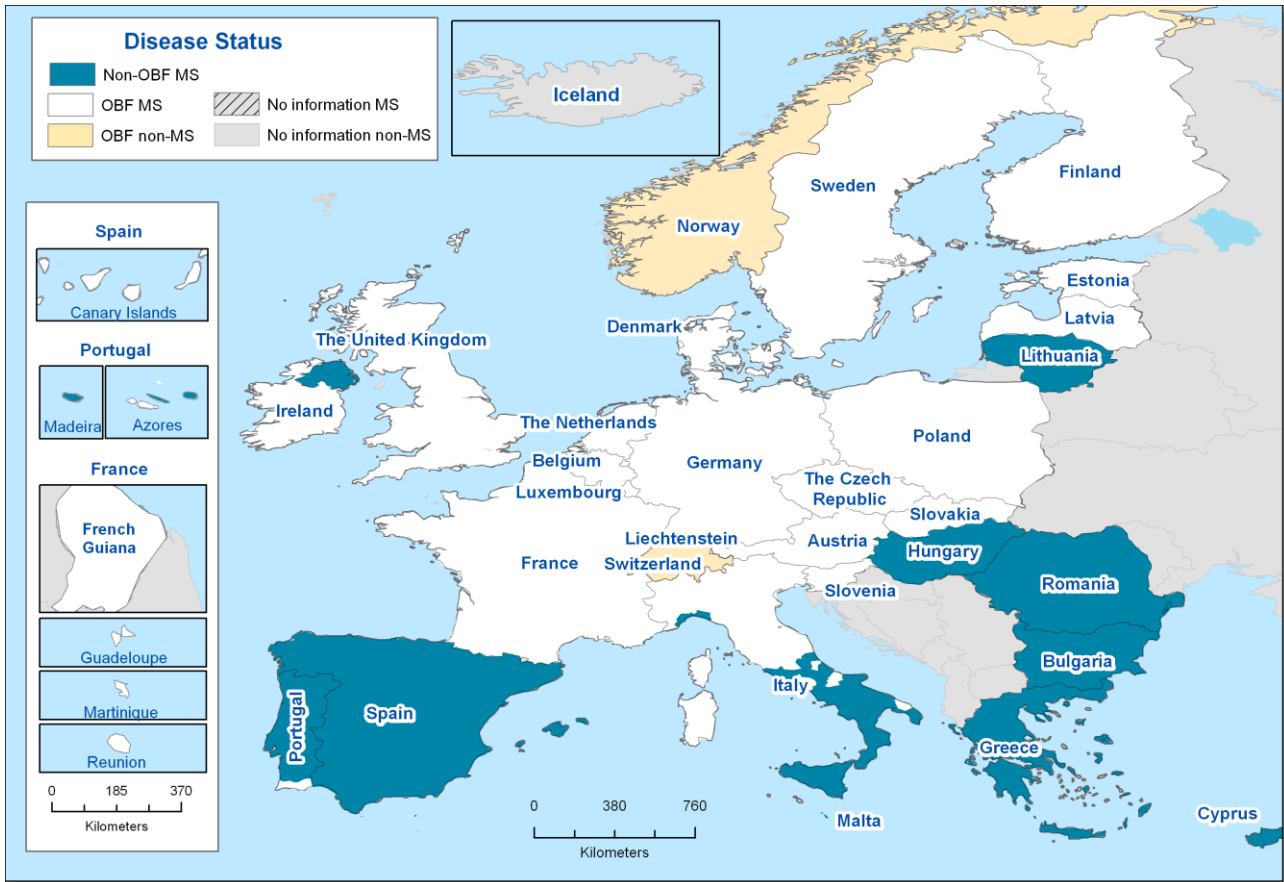 Disease Status
Non-OBF MS
OBF MS
No information MS
OBF non-MS
No information non-MS
Iceland
Spain
Canary Islands
Portugal
Madeira
Azores
France
French
Guiana
Guadeloupe
Martinique
Reunion
0 185 370
Kilometers
Sweden
Finland
Norway
Estonia
Latvia
Lithuania
Denmark
The United Kingdom
Ireland
The Netherlands
Belgium
Luxembourg
Germany
Poland
The Czech
Republic
Slovakia
Liechtenstein
Austria
Hungary
France
Switzerland
Slovenia
Romania
Bulgaria
Italy
Spain
Portugal
Greece
Malta
Cyprus
0 380 760
Kilometers